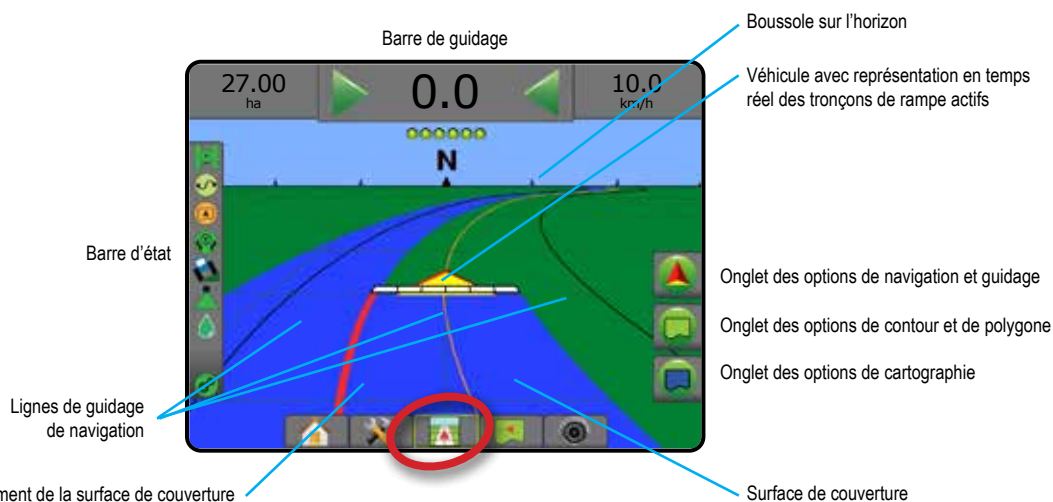 Boussole sur l’horizon
Barre de guidage
Véhicule avec représentation en temps
réel des tronçons de rampe actifs
27.00
ha
0.0
10.0
km/h
N
Barre d’état
Onglet des options de navigation et guidage
Onglet des options de contour et de polygone
Onglet des options de cartographie
Lignes de guidage
de navigation
de la surface de couverture
Surface de couverture